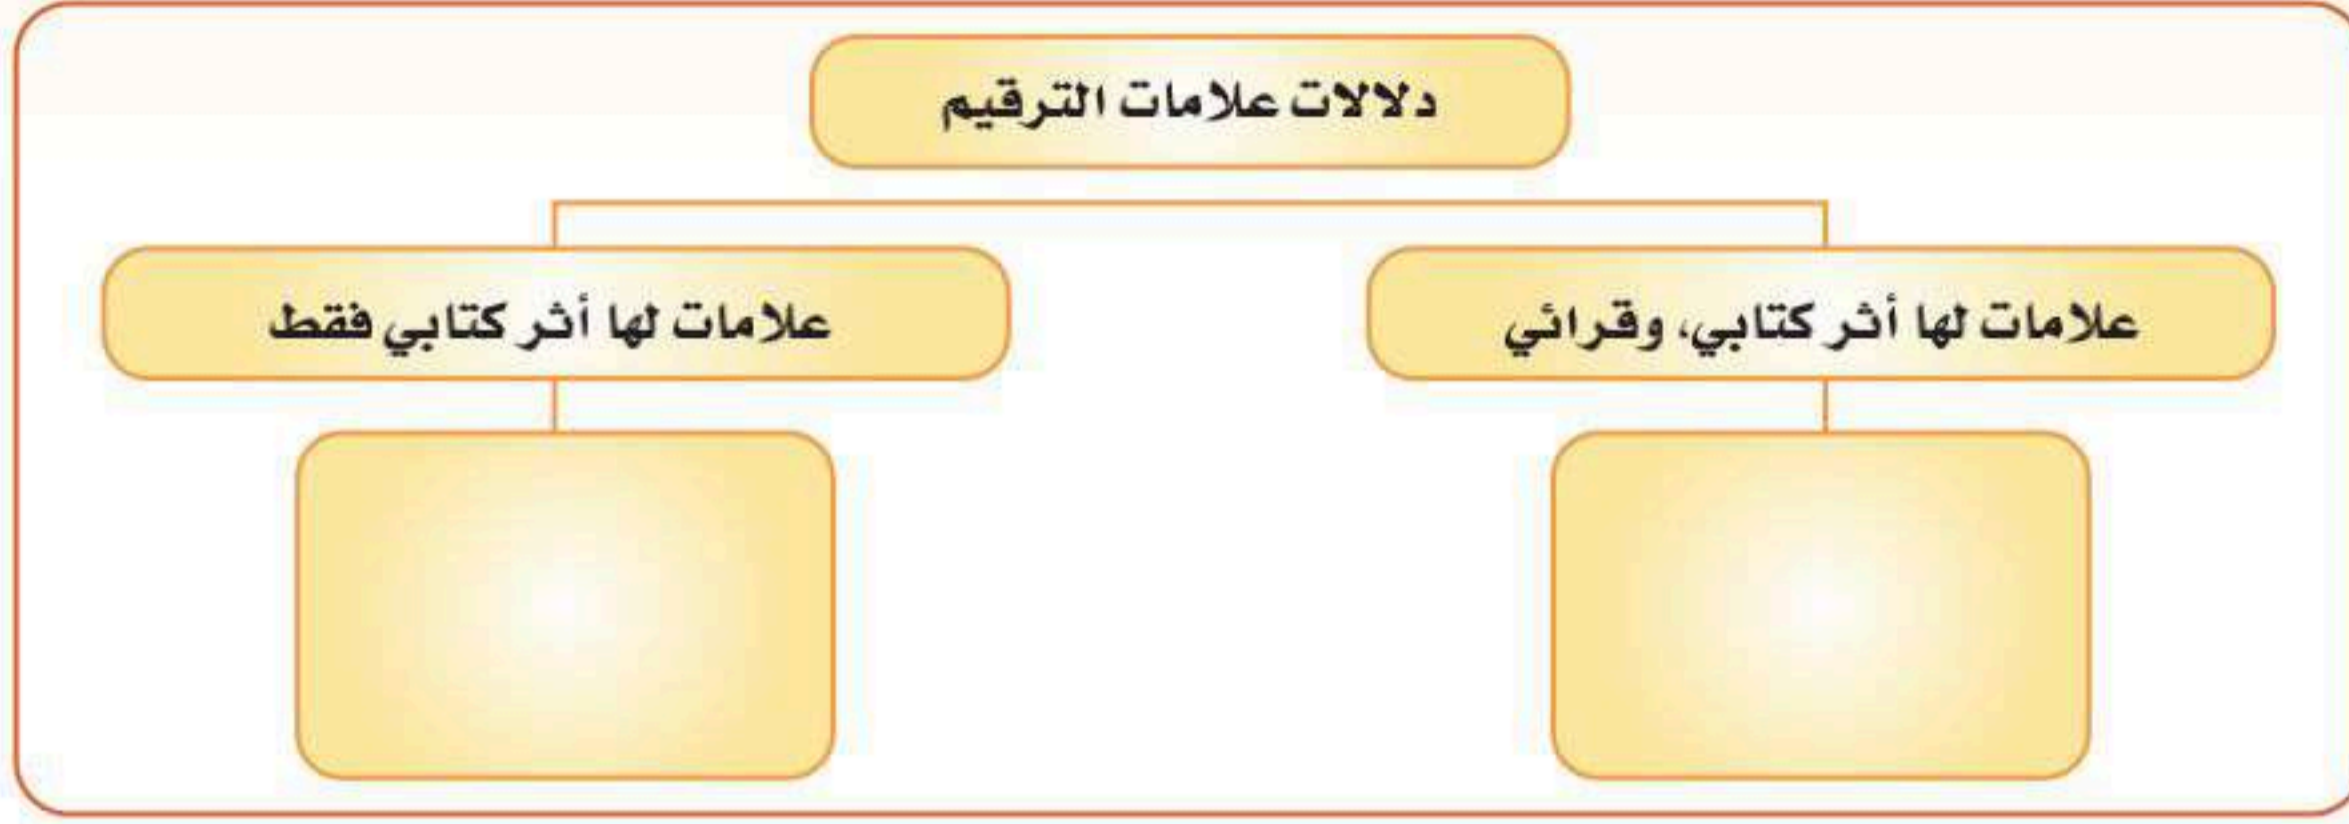 دلالات علامات الترقيم
علامات لها أثر كتابي، وقرائي
علامات لها أثر كتابي فقط